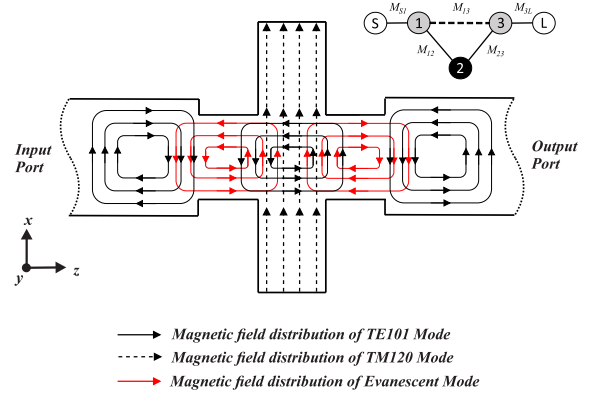 S
M_S1
1
M_13
3
M_3L
L
M_12
M_23
2
Input
Port
Output
Port
x
y
z
Magnetic field distribution of TE101 Mode
Magnetic field distribution of TM120 Mode
Magnetic field distribution of Evanescent Mode